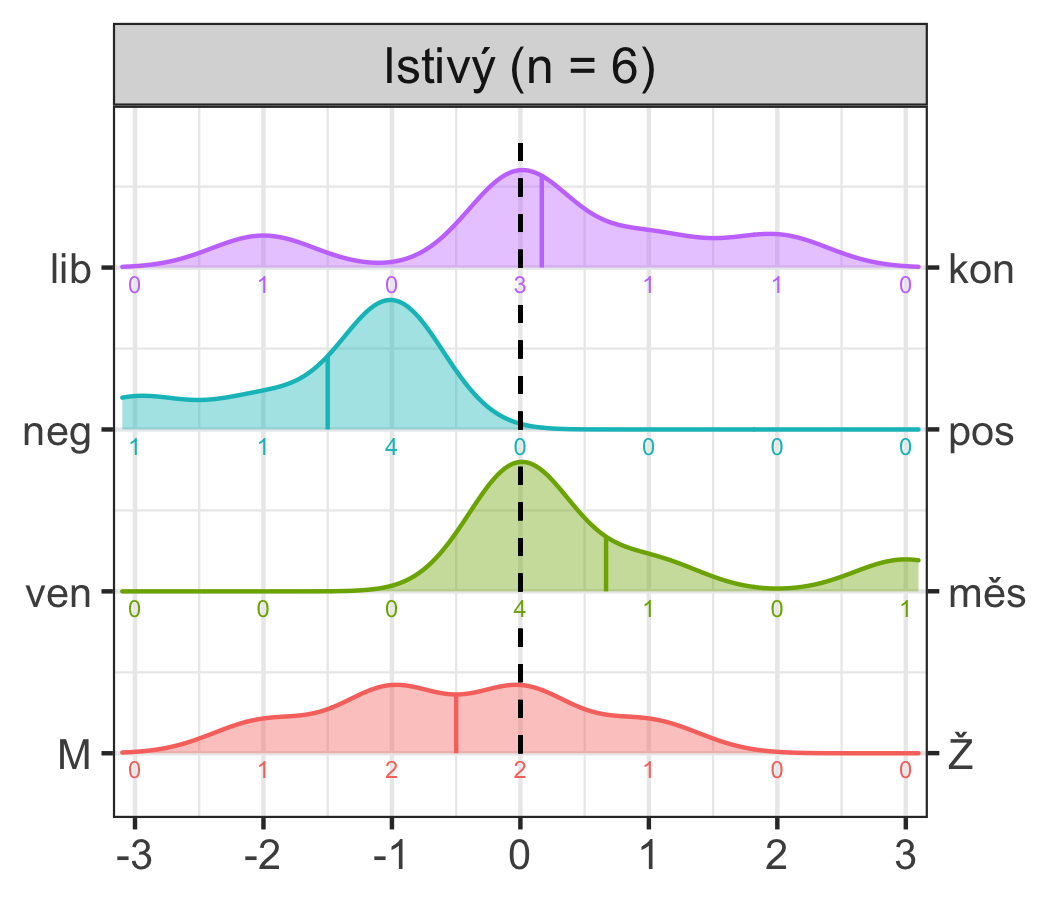 lstivý (n = 6)
lib kon
0 1 0 3 1 1 0
neg pos
1 1 4 0 0 0 0
ven měs
0 0 0 4 1 0 1
M Ž
0 1 2 2 1 0 0
-3 -2 -1 0 1 2 3